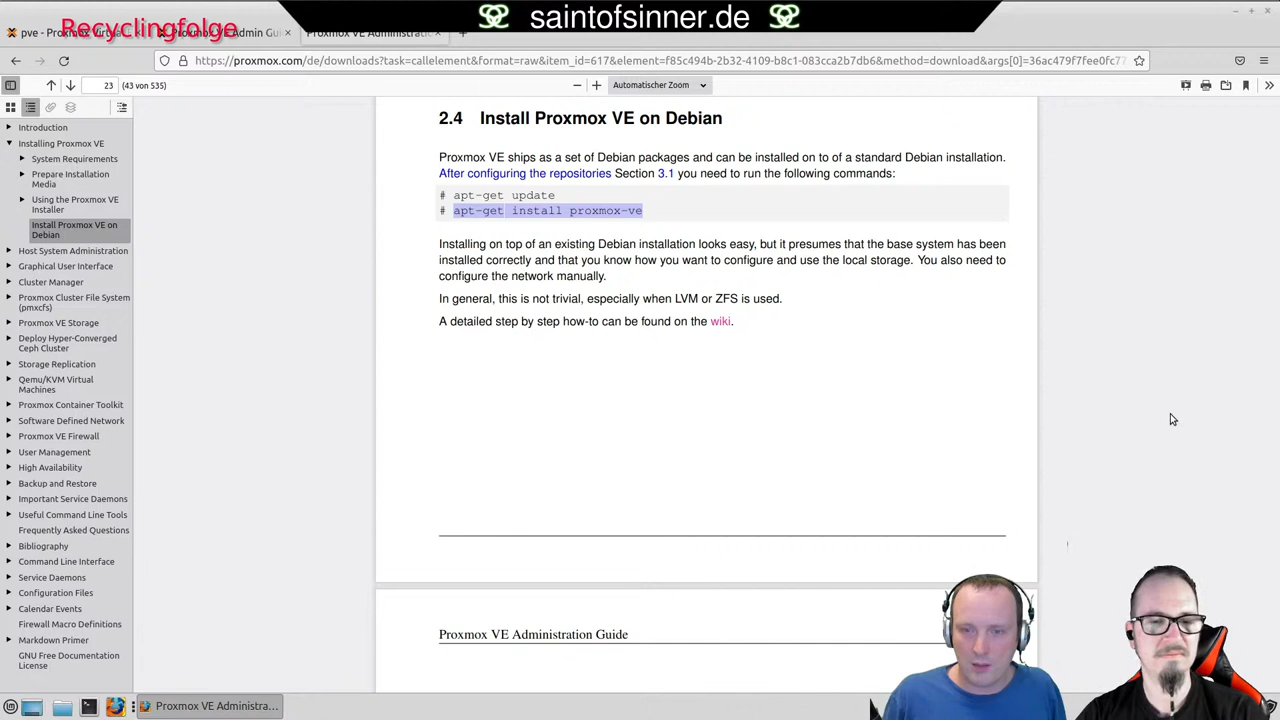 saintofsinner.de
Recyclingfolge
pve - Proxmox Virtual
Proxmox VE Admin Gui
Proxmox VE Administrati
https://proxmox.com/de/downloads?task=callelement&format=raw&item_id=617&element=f85c494b-2b32-4109-b8c1-083cca2b7db6&method=download&args[0]=36ac479f7fee0fc77
23 (43 von 535)
Automatischer Zoom
Introduction
Installing Proxmox VE
System Requirements
Prepare Installation
Media
Using the Proxmox VE
Installer
Install Proxmox VE on
Debian
Host System Administration
Graphical User Interface
Cluster Manager
Proxmox Cluster File System
(pmxcfs)
Proxmox VE Storage
Deploy Hyper-Converged
Ceph Cluster
Storage Replication
Qemu/KVM Virtual
Machines
Proxmox Container Toolkit
Software Defined Network
Proxmox VE Firewall
User Management
High Availability
Backup and Restore
Important Service Daemons
Useful Command Line Tools
Frequently Asked Questions
Bibliography
Command Line Interface
Service Daemons
Configuration Files
Calendar Events
Firewall Macro Definitions
Markdown Primer
GNU Free Documentation
License
2.4 Install Proxmox VE on Debian
Proxmox VE ships as a set of Debian packages and can be installed on to of a standard Debian installation.
After configuring the repositories Section 3.1 you need to run the following commands:
# apt-get update
# apt-get install proxmox-ve
Installing on top of an existing Debian installation looks easy, but it presumes that the base system has been
installed correctly and that you know how you want to configure and use the local storage. You also need to
configure the network manually.
In general, this is not trivial, especially when LVM or ZFS is used.
A detailed step by step how-to can be found on the wiki.
Proxmox VE Administration Guide
Proxmox VE Administra...